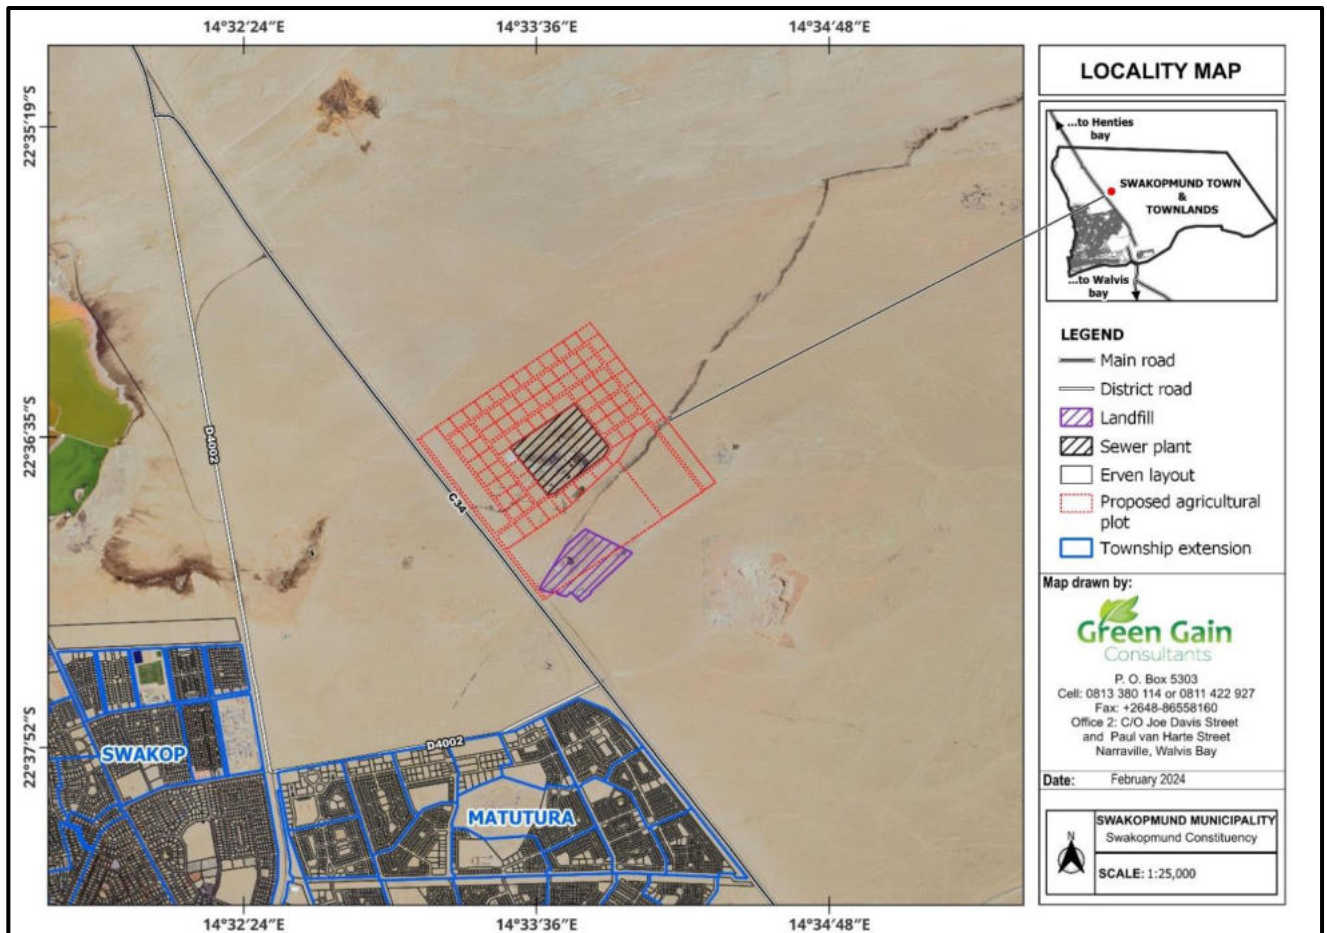 14°32′24″E
14°33′36″E
14°34′48″E
22°35′19″S
22°36′35″S
22°37′52″S
D4002
C34
D4002
SWAKOP
MATUTURA
14°32′24″E
14°33′36″E
14°34′48″E
LOCALITY MAP
...to Henties
bay
SWAKOPMUND TOWN
&
TOWNLANDS
...to Walvis
bay
LEGEND
Main road
District road
Landfill
Sewer plant
Erven layout
Proposed agricultural
plot
Township extension
Map drawn by:
Green Gain
Consultants
P. O. Box 5303
Cell: 0813 380 114 or 0811 422 927
Fax: +2648-86558160
Office 2: C/O Joe Davis Street
and Paul van Harte Street
Narraville, Walvis Bay
Date: February 2024
N
SWAKOPMUND MUNICIPALITY
Swakopmund Constituency
SCALE: 1:25,000